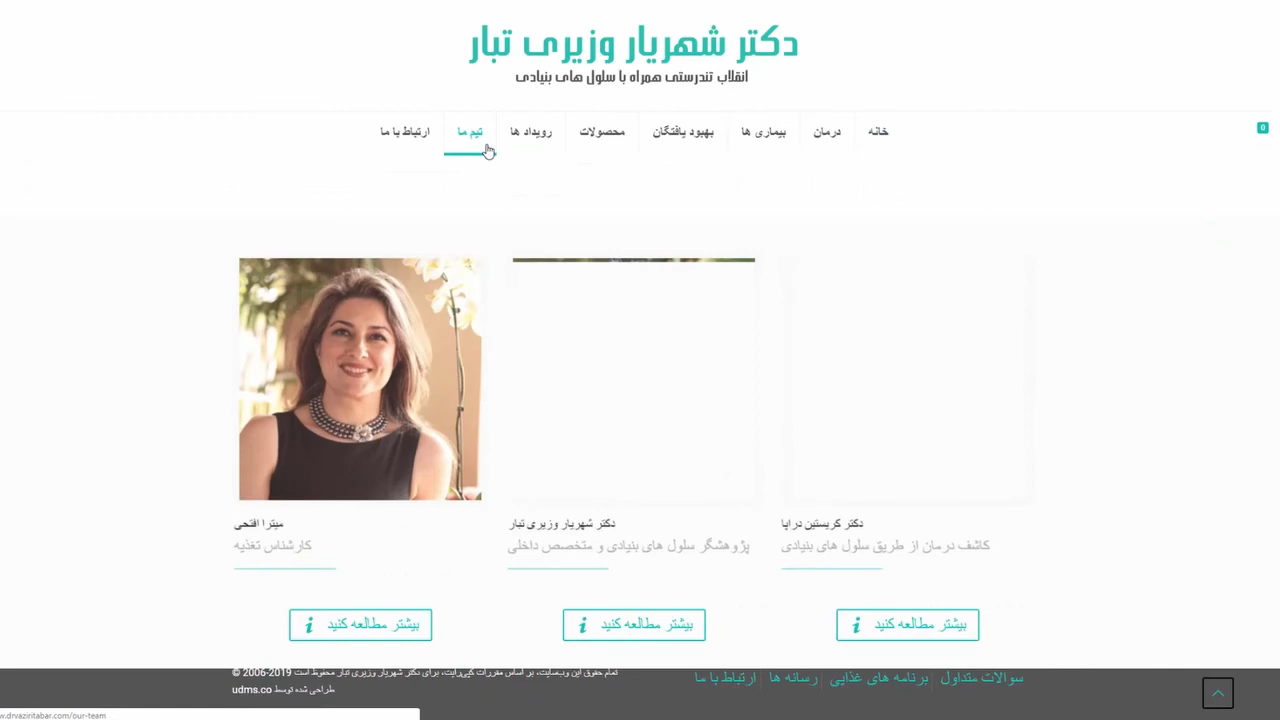 دکتر شهریار وزیری تبار
انقلاب تندرستی همراه با سلول های بنیادی
خانه درمان بیماری ها بهبود یافتگان محصولات رویداد ها تیم ما ارتباط با ما
0
دکتر کریستین دراپا
کاشف درمان از طریق سلول های بنیادی
بیشتر مطالعه کنید
دکتر شهریار وزیری تبار
پژوهشگر سلول های بنیادی و متخصص داخلی
بیشتر مطالعه کنید
میترا افتحی
کارشناس تغذیه
بیشتر مطالعه کنید
سوالات متداول برنامه های غذایی رسانه ها ارتباط با ما
تمام حقوق این وب‌سایت، بر اساس مقررات کپی‌رایت، برای دکتر شهریار وزیری تبار محفوظ است 2019-2006 ©
طراحی شده توسط udms.co
w.drvaziritabar.com/our-team